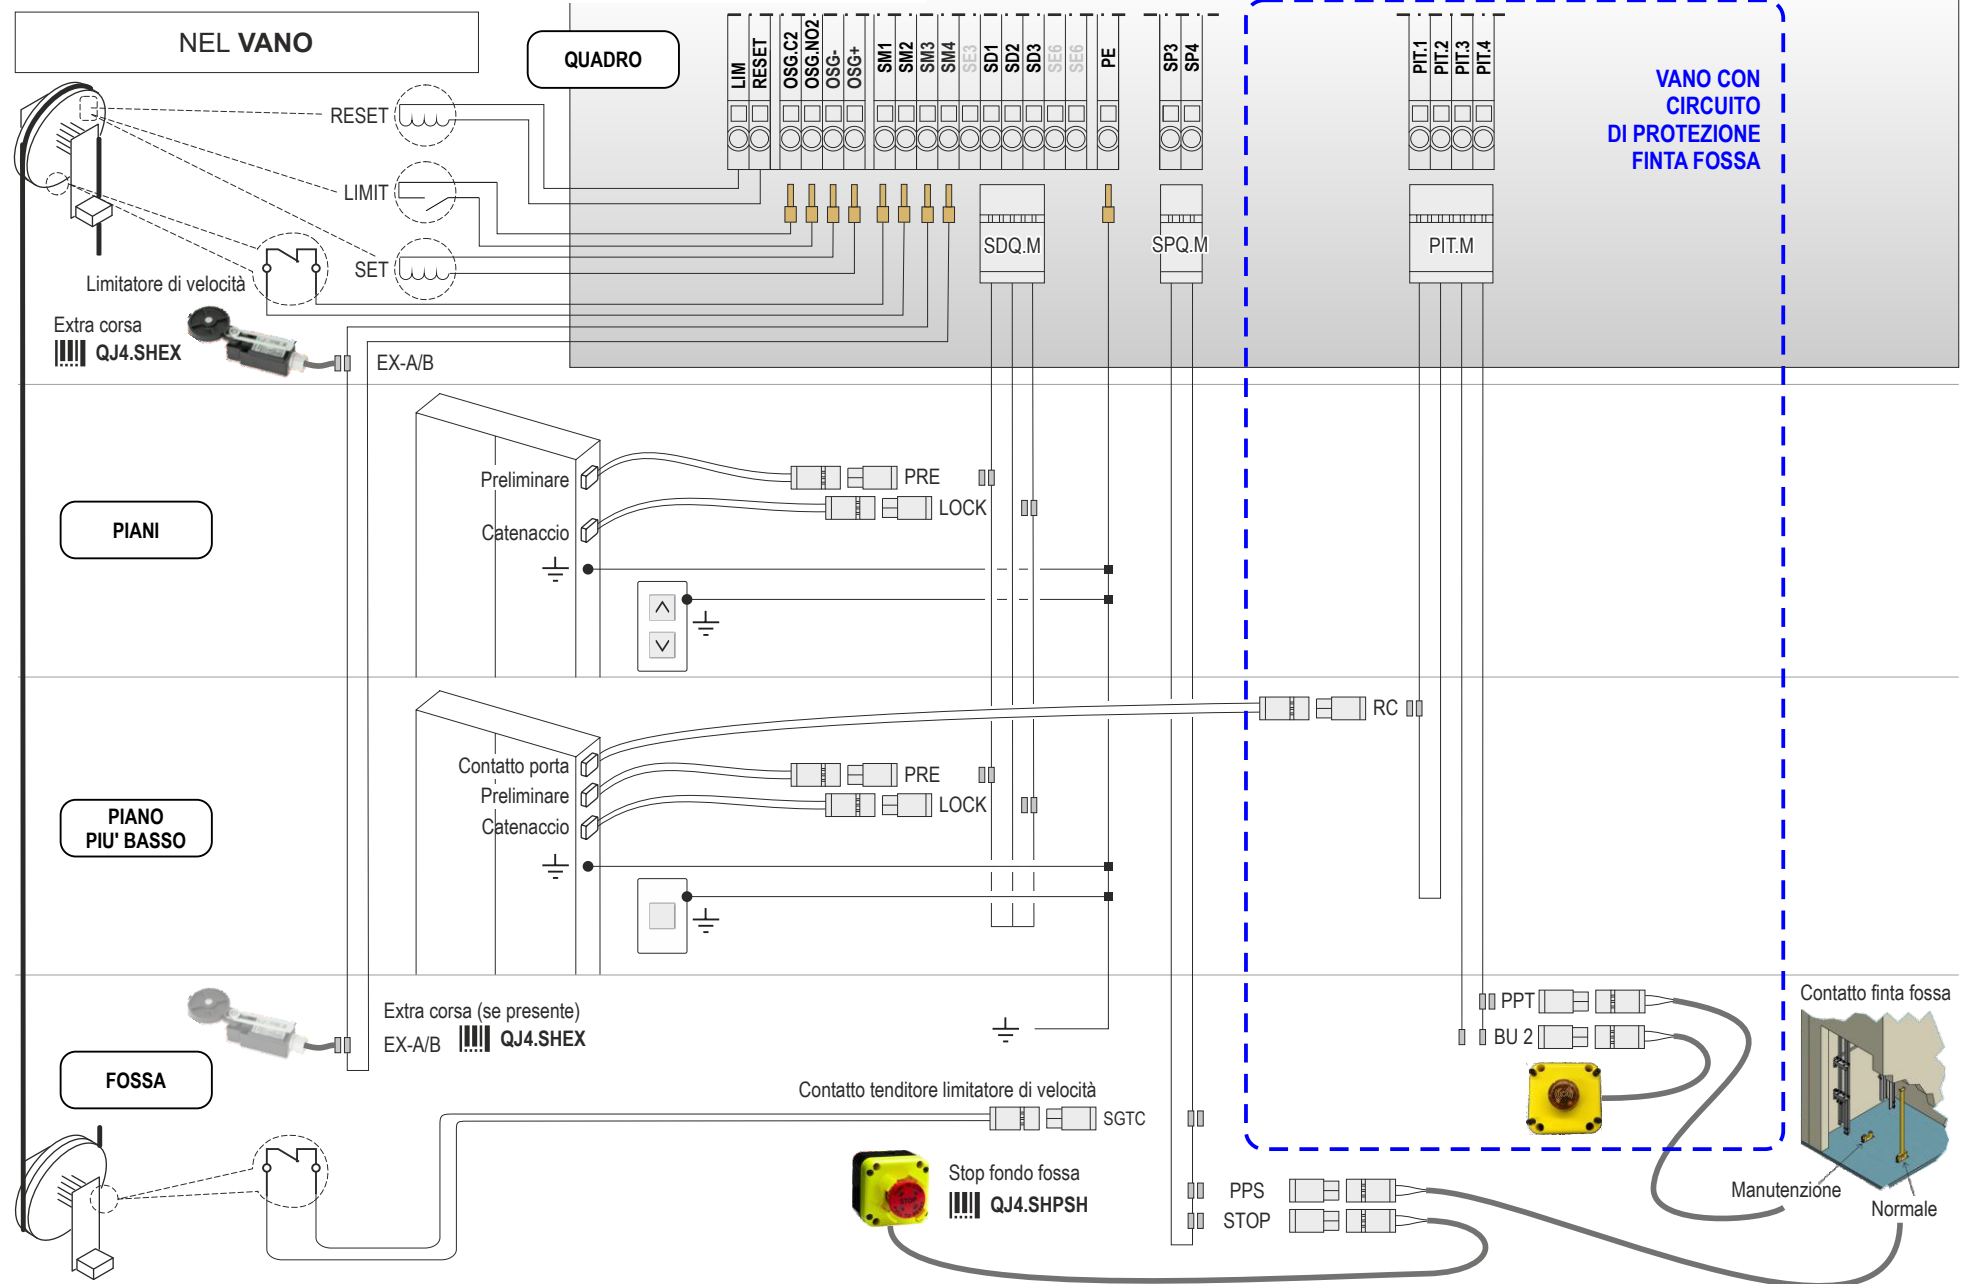 NEL VANO
QUADRO
LIM
RESET
OSG.C2
OSG.NO2
OSG-
OSG+
SM1
SM2
SM3
SM4
SE3
SD1
SD2
SD3
SE6
SE6
PE
SP3
SP4
PIT.1
PIT.2
PIT.3
PIT.4
VANO CON
CIRCUITO
DI PROTEZIONE
FINTA FOSSA
RESET
LIMIT
SET
SDQ.M
SPQ.M
PIT.M
Limitatore di velocità
Extra corsa
QJ4.SHEX
EX-A/B
PIANI
Preliminare
PRE
LOCK
Catenaccio
RC
Contatto porta
Preliminare
Catenaccio
PRE
LOCK
PIANO
PIU' BASSO
Extra corsa (se presente)
EX-A/B
QJ4.SHEX
PPT
BU 2
Contatto finta fossa
FOSSA
Contatto tenditore limitatore di velocità
SGTC
Stop fondo fossa
QJ4.SHPSH
STOP
PPS
STOP
Manutenzione
Normale